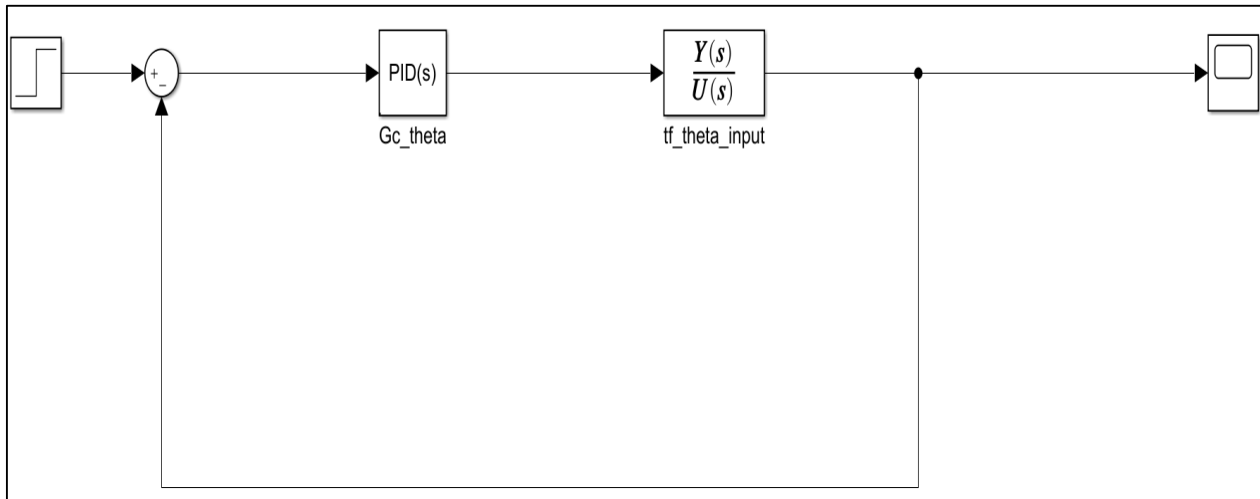 +
−
PID(s)
Y(s)
U(s)
Gc_theta
tf_theta_input